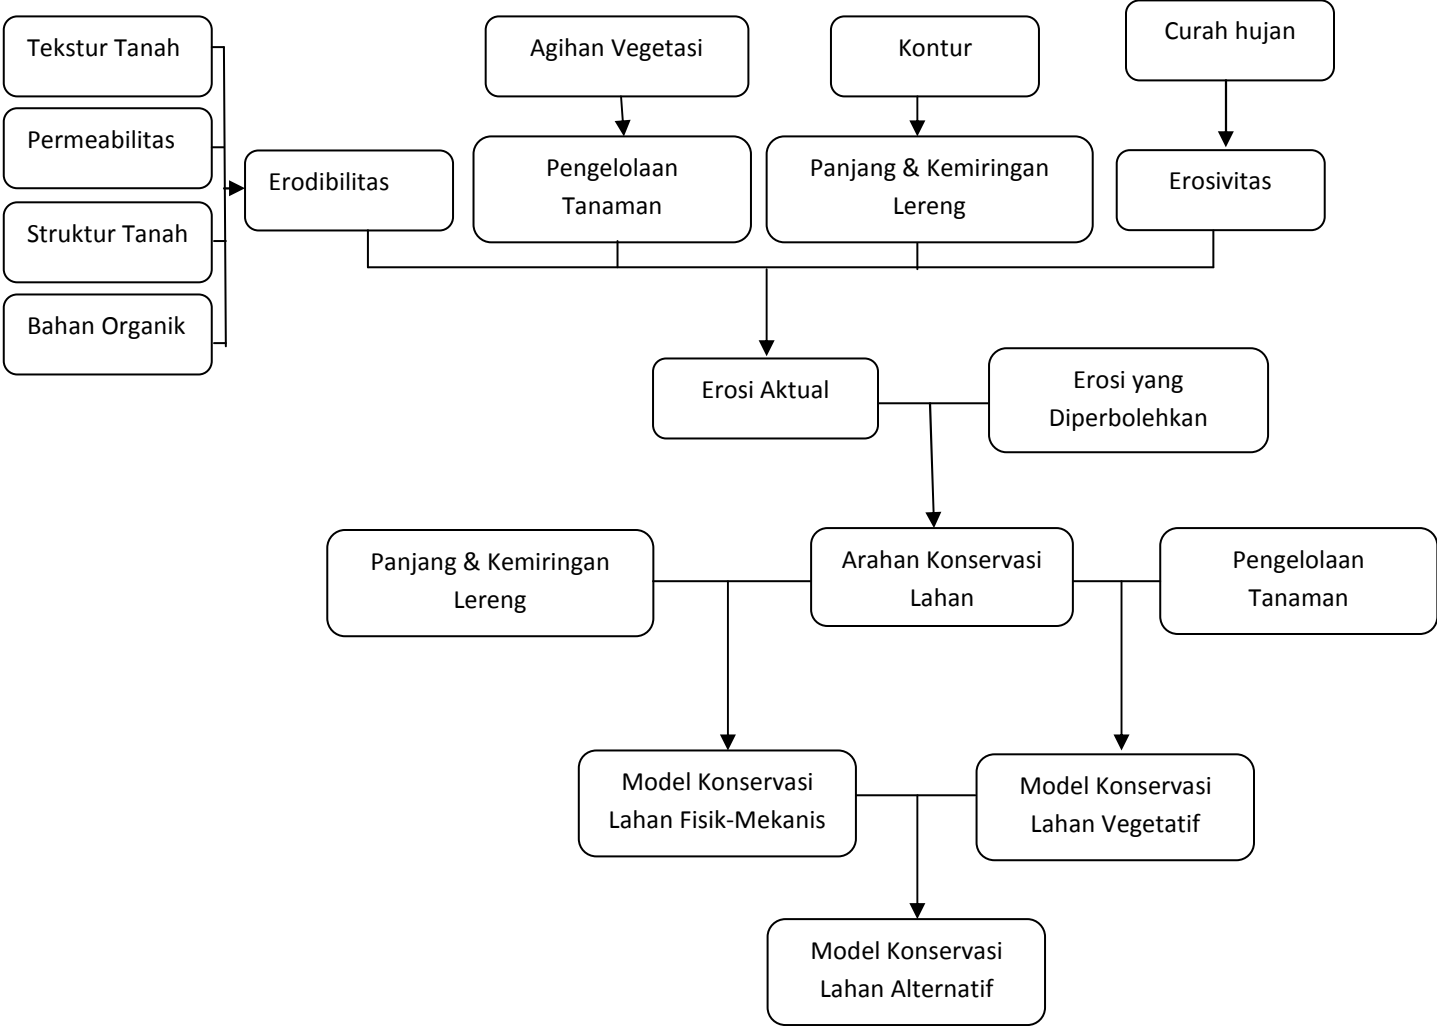 Tekstur Tanah
Permeabilitas
Struktur Tanah
Bahan Organik
Erodibilitas
Agihan Vegetasi
Pengelolaan
Tanaman
Kontur
Panjang & Kemiringan
Lereng
Curah hujan
Erosivitas
Erosi Aktual
Erosi yang
Diperbolehkan
Panjang & Kemiringan
Lereng
Arahan Konservasi
Lahan
Pengelolaan
Tanaman
Model Konservasi
Lahan Fisik-Mekanis
Model Konservasi
Lahan Vegetatif
Model Konservasi
Lahan Alternatif